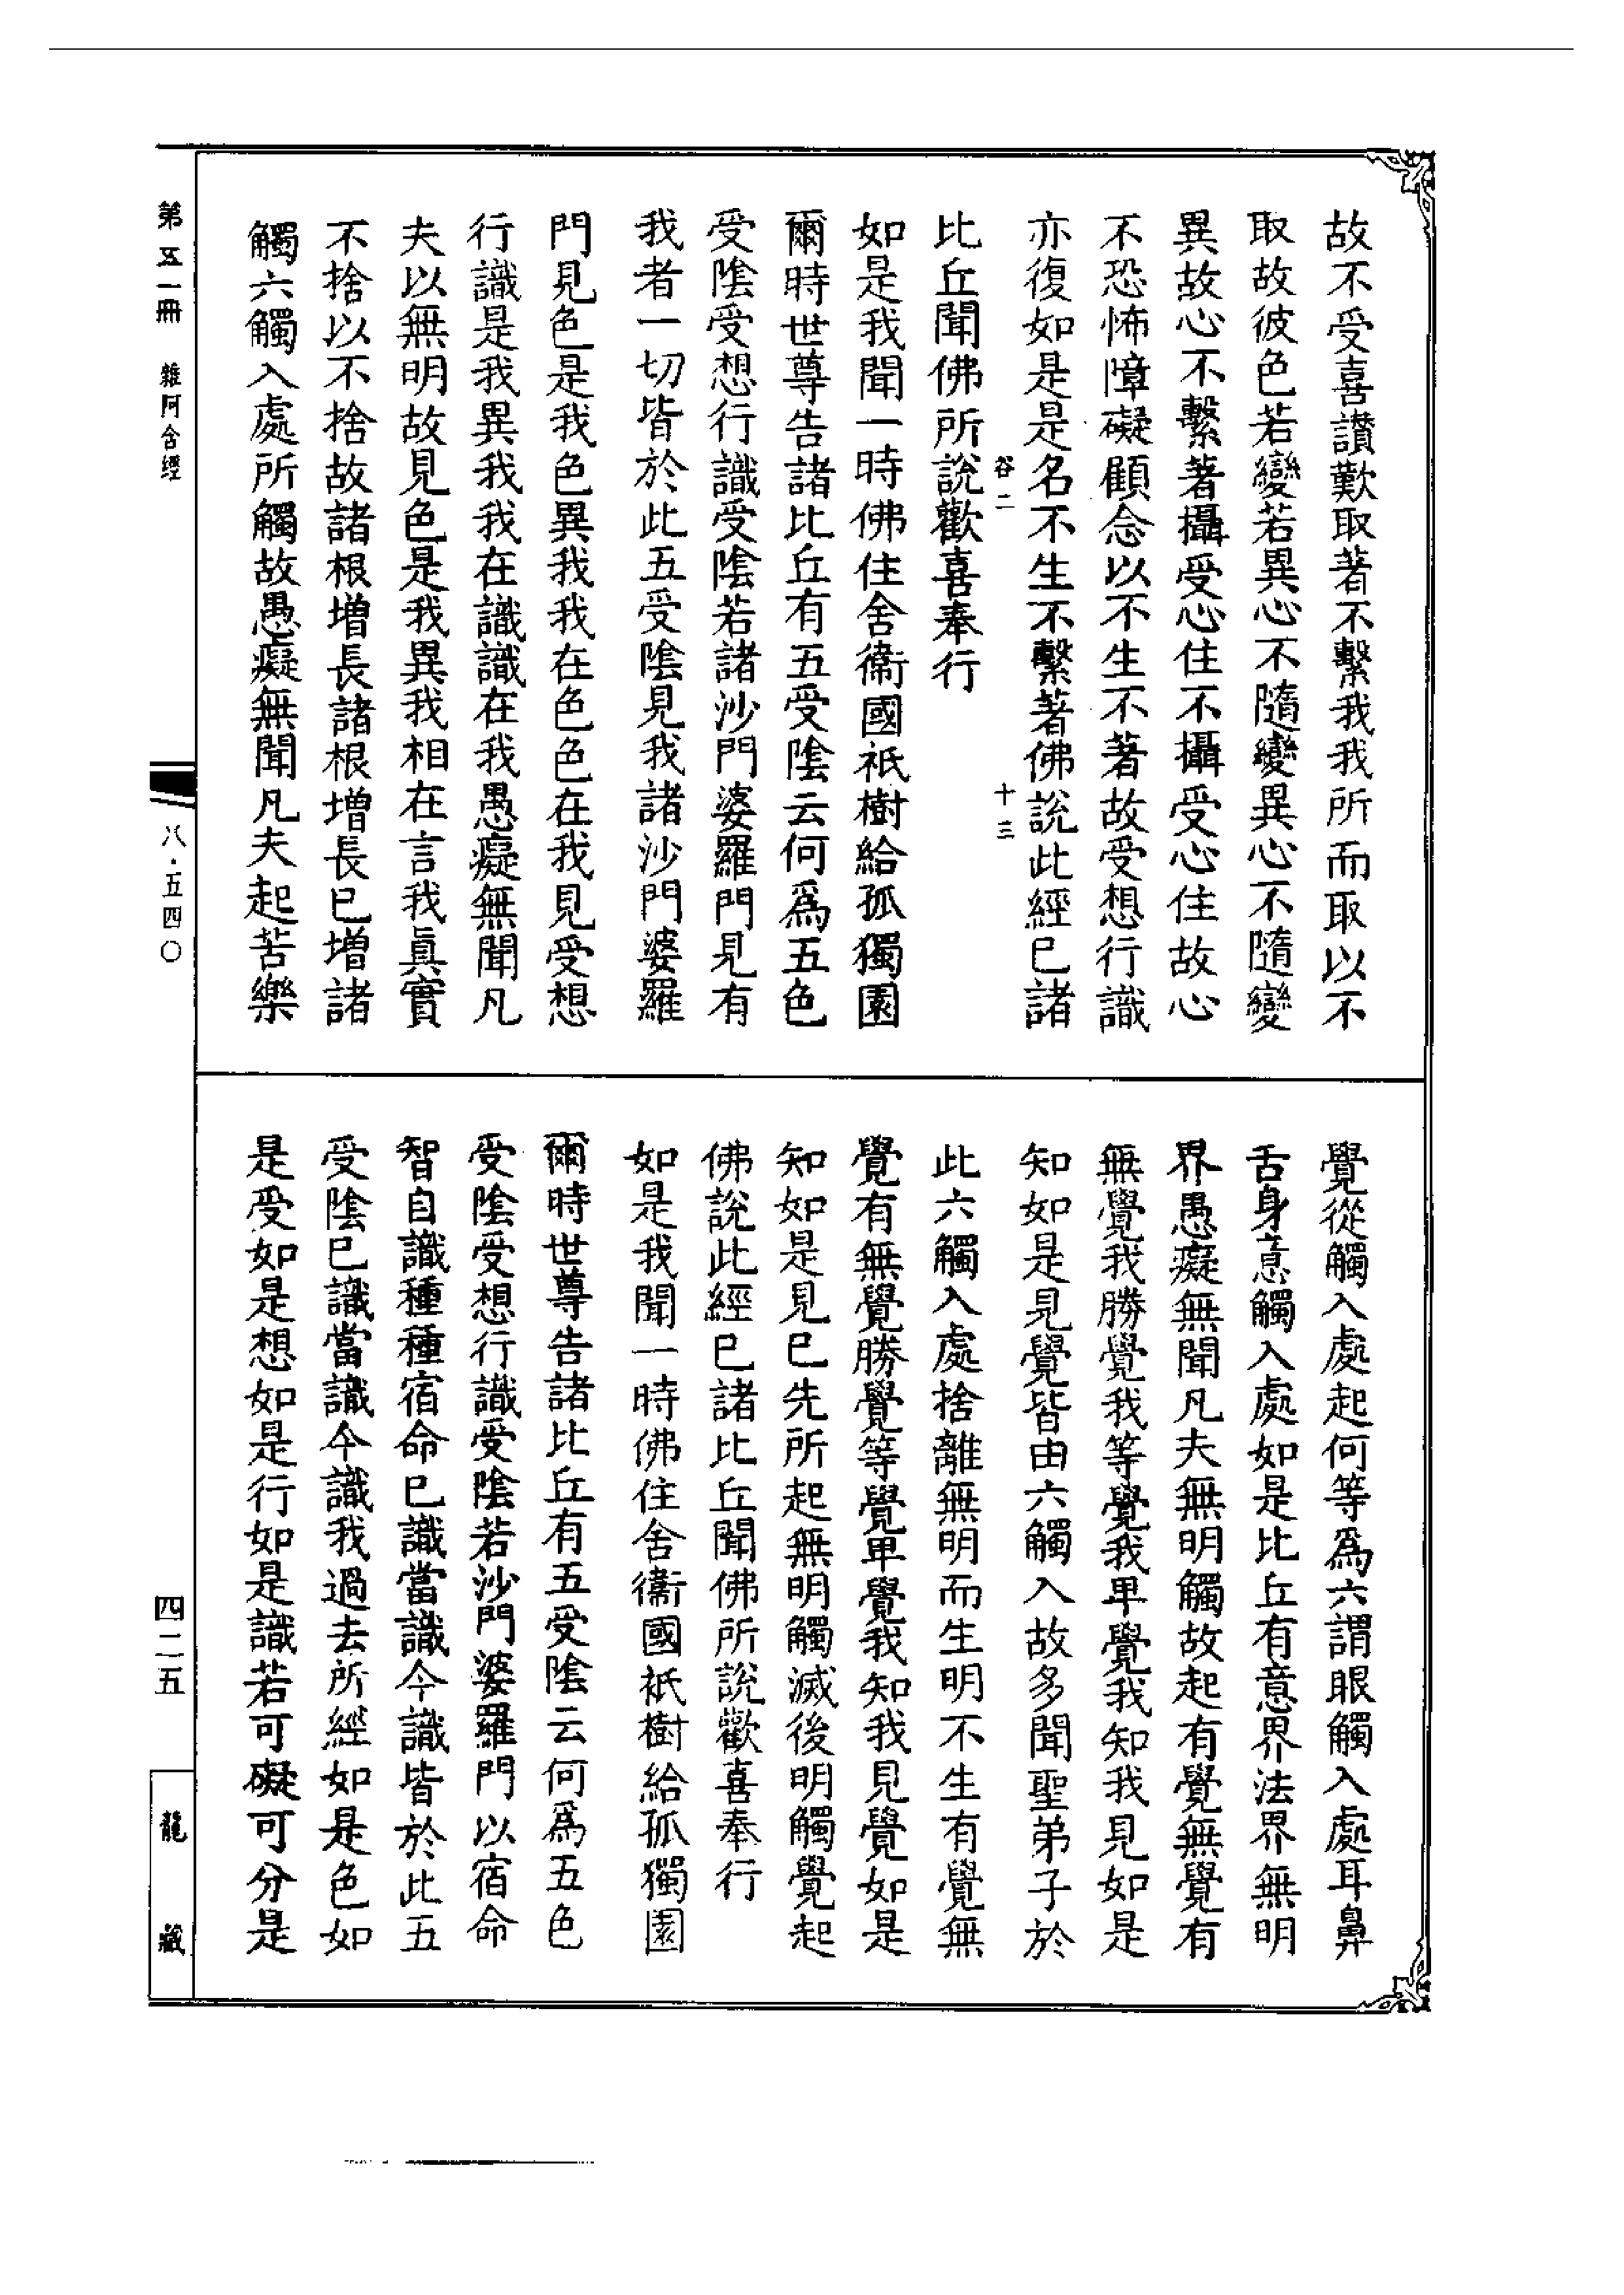 故不受喜讃歎取著不繫我我所而取以不
取故彼色若變若異心不隨變異心不隨變
異故心不繫著攝受心住不攝受心住故心
不恐怖障礙顧念以不生不著故受想行識
亦復如是是名不生不繫著佛說此經已諸
谷二
十三
比丘聞佛所說歡喜奉行
如是我聞一時佛住舍衞國祇樹給孤獨園
爾時世尊告諸比丘有五受陰云何爲五色
受陰受想行識受陰若諸沙門婆羅門見有
我者一切皆於此五受陰見我諸沙門婆羅
門見色是我色異我我在色色在我見受想
行識是我異我我在識識在我愚癡無聞凡
夫以無明故見色是我異我相在言我眞實
不捨以不捨故諸根增長諸根增長已增諸
觸六觸入處所觸故愚癡無聞凡夫起苦樂
覺從觸入處起何等爲六謂眼觸入處耳鼻
舌身意觸入處如是比丘有意界法界無明
界愚癡無聞凡夫無明觸故起有覺無覺有
無覺我勝覺我等覺我卑覺我知我見如是
知如是見覺皆由六觸入故多聞聖弟子於
此六觸入處捨離無明而生明不生有覺無
覺有無覺勝覺等覺卑覺我知我見覺如是
知如是見已先所起無明觸滅後明觸覺起
佛說此經已諸比丘聞佛所說歡喜奉行
如是我聞一時佛住舍衞國祇樹給孤獨園
爾時世尊告諸比丘有五受陰云何爲五色
受陰受想行識受陰若沙門婆羅門以宿命
智自識種種宿命已識當識今識皆於此五
受陰已識當識今識我過去所經如是色如
是受如是想如是行如是識若可礙可分是
第五一冊 雜阿含經
八·五四〇
四二五
龍藏